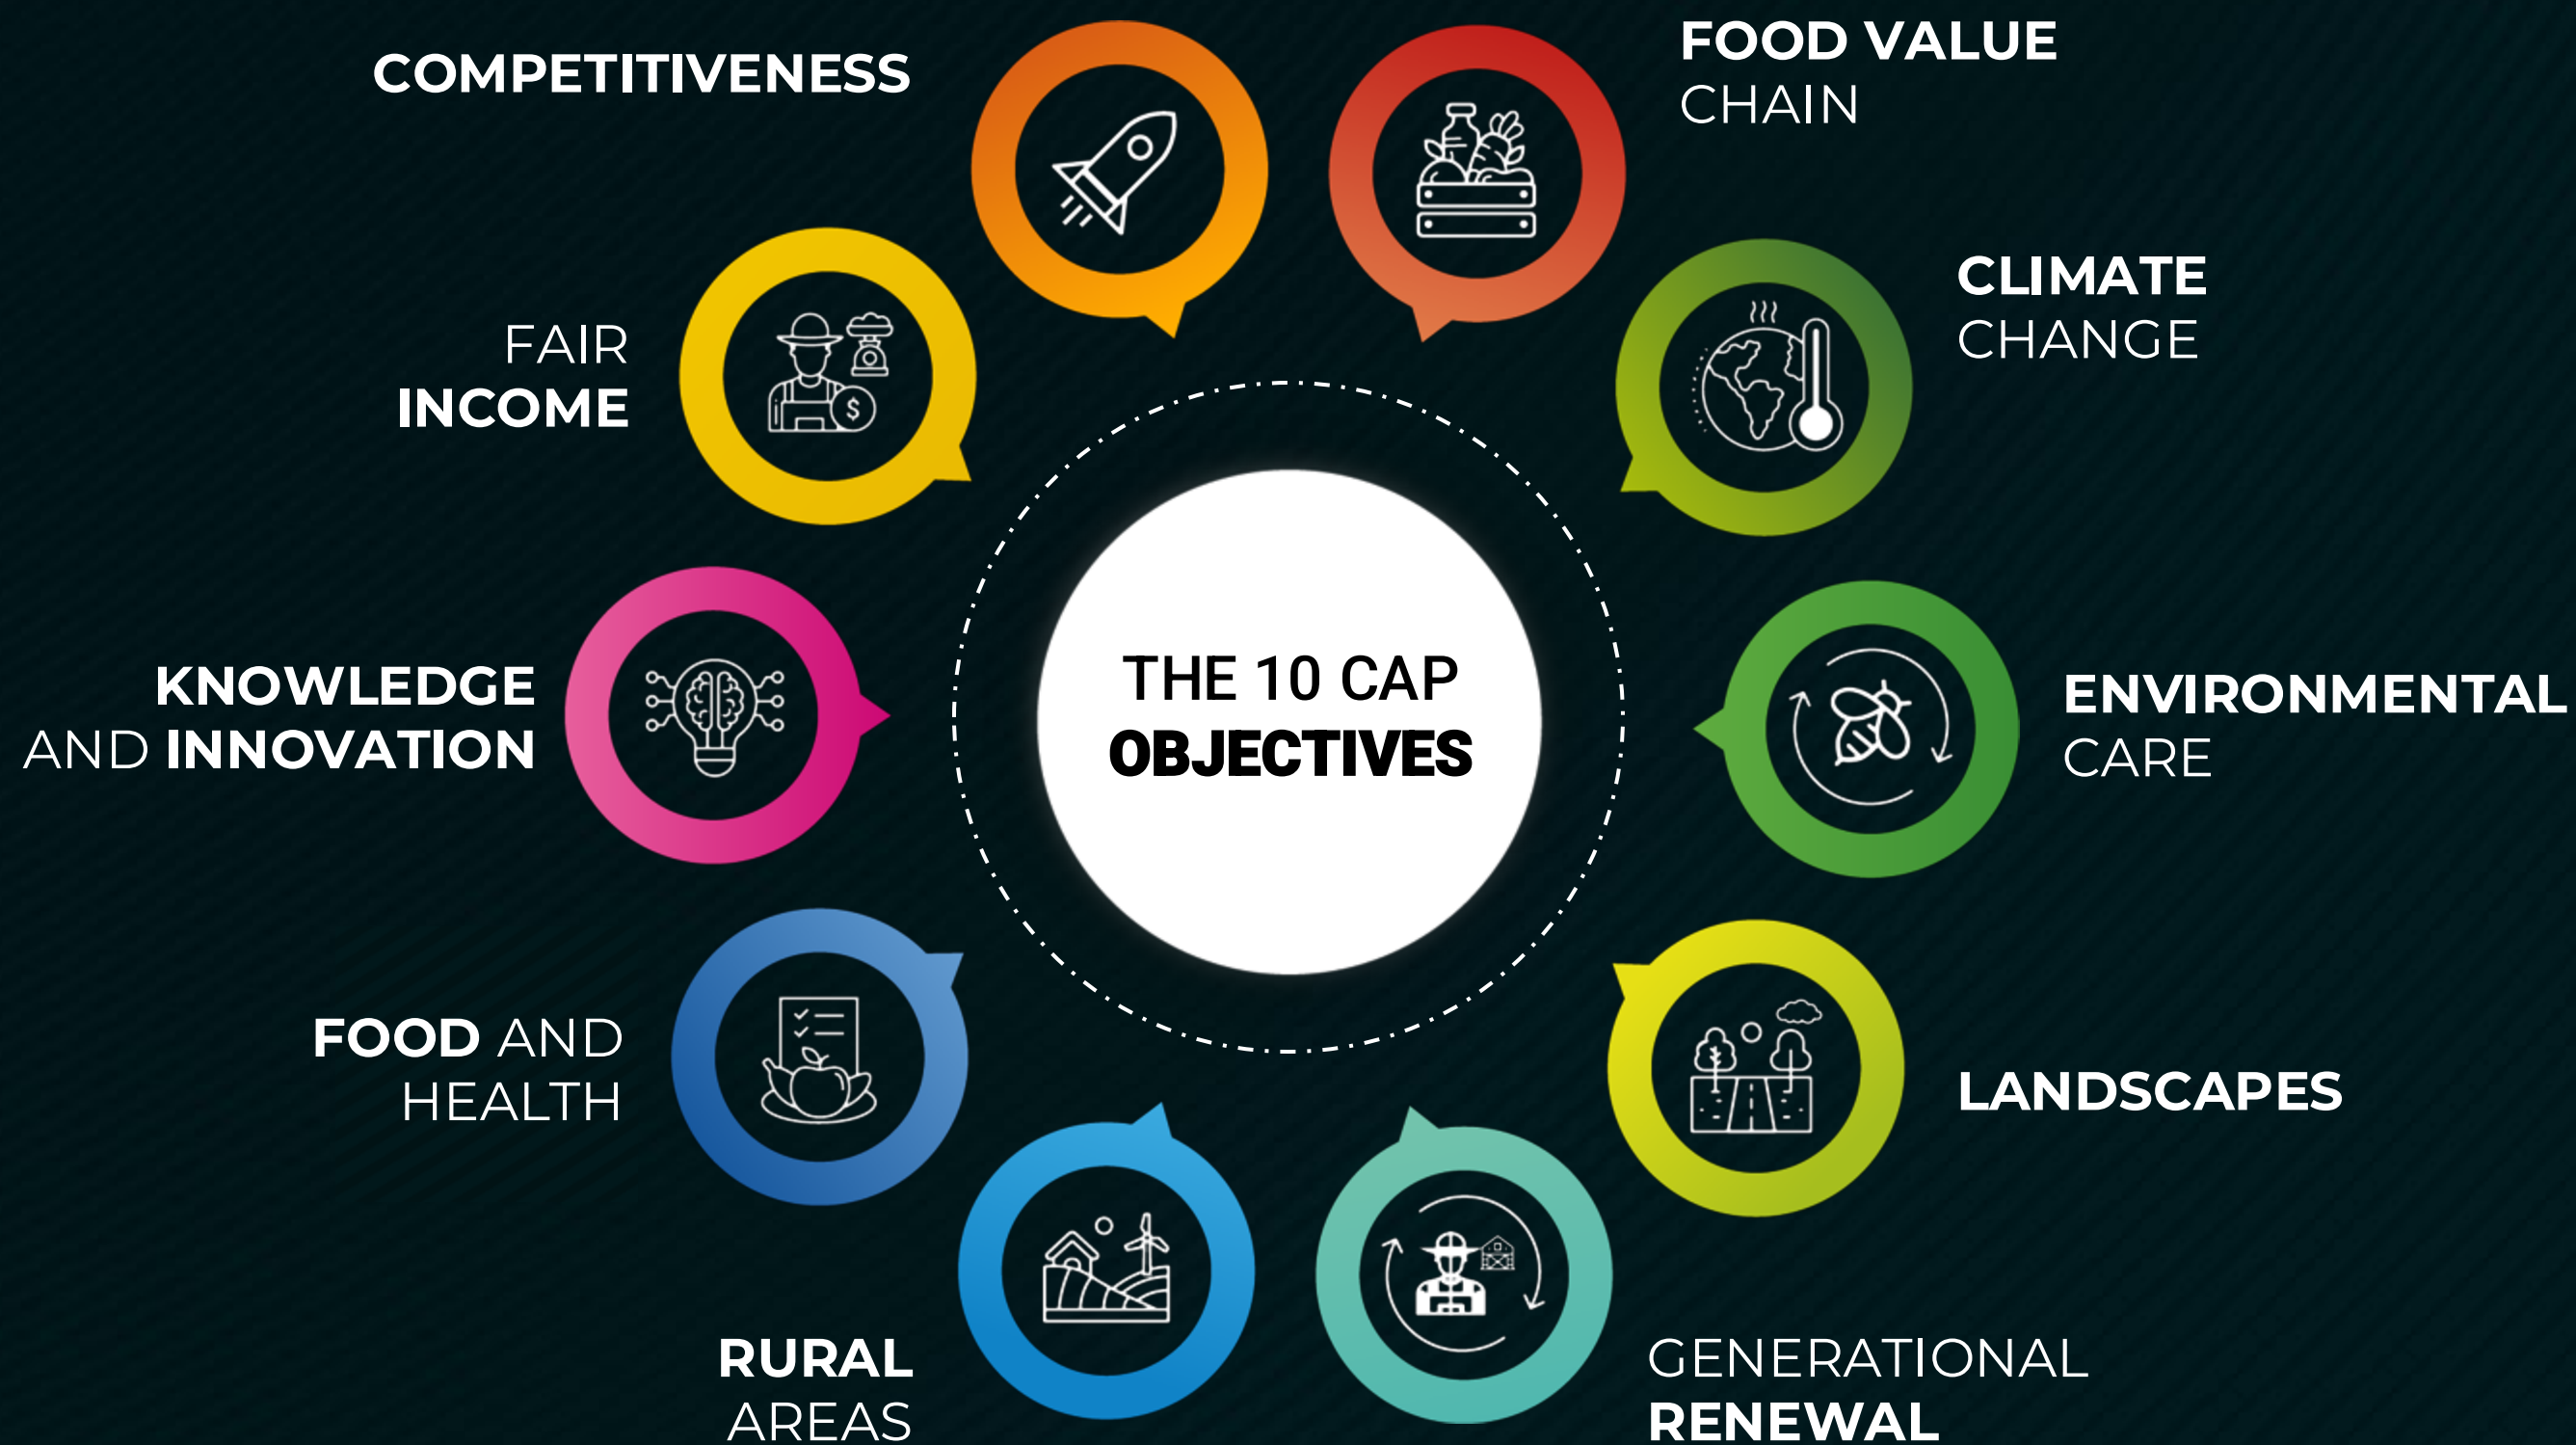 COMPETITIVENESS
FOOD VALUE
CHAIN
CLIMATE
CHANGE
FAIR
INCOME
$
KNOWLEDGE
AND INNOVATION
THE 10 CAP
OBJECTIVES
ENVIRONMENTAL
CARE
FOOD AND
HEALTH
LANDSCAPES
RURAL
AREAS
GENERATIONAL
RENEWAL